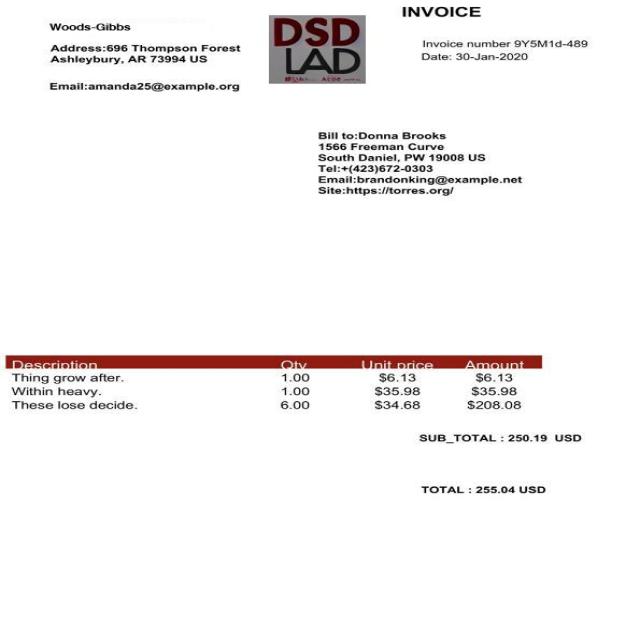 INVOICE
Woods-Gibbs
Address:696 Thompson Forest
Ashleybury, AR 73994 US
Email:amanda25@example.org
DSD
LAD
Invoice number 9Y5M1d-489
Date: 30-Jan-2020
Bill to:Donna Brooks
1566 Freeman Curve
South Daniel, PW 19008 US
Tel:+(423)672-0303
Email:brandonking@example.net
Site:https://torres.org/
Description Qty Unit price Amount
Thing grow after. 1.00 $6.13 $6.13
Within heavy. 1.00 $35.98 $35.98
These lose decide. 6.00 $34.68 $208.08
SUB_TOTAL : 250.19 USD
TOTAL : 255.04 USD